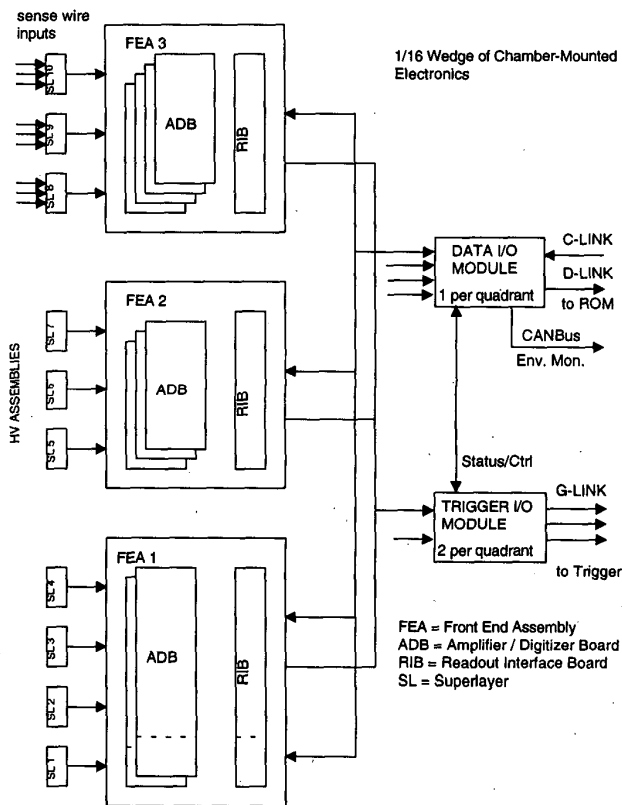 sense wire
inputs
FEA 3
1/16 Wedge of Chamber-Mounted
Electronics
SL 10
SL 9
SL 8
ADB
RIB
DATA I/O
MODULE
1 per quadrant
C-LINK
D-LINK
to ROM
CANBus
Env. Mon.
FEA 2
SL 7
SL 6
SL 5
ADB
RIB
HV ASSEMBLIES
Status/Ctrl
TRIGGER I/O
MODULE
2 per quadrant
G-LINK
to Trigger
FEA 1
SL 4
SL 3
SL 2
SL 1
ADB
RIB
FEA = Front End Assembly
ADB = Amplifier / Digitizer Board
RIB = Readout Interface Board
SL = Superlayer